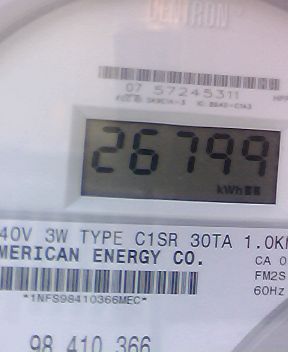 CENTRON
07 57245311
26799
kWh
40V 3W TYPE C1SR 30TA 1.0K
MERICAN ENERGY CO.
CA 0
FM2S
60Hz
*1NFS98410366MEC*
98 410 366